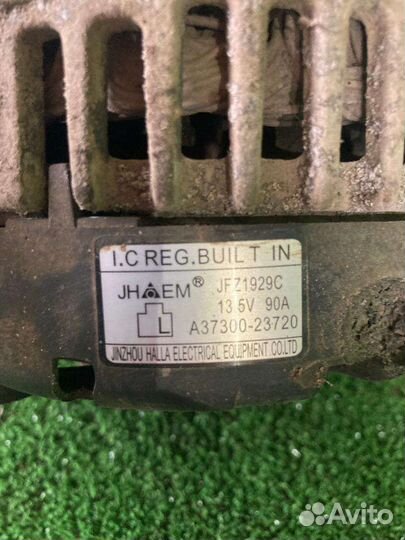 I.C REG.BUILT IN
JHAEM® JFZ1929C
13.5V 90A
L A37300-23720
JINZHOU HALLA ELECTRICAL EQUIPMENT CO.LTD
Avito